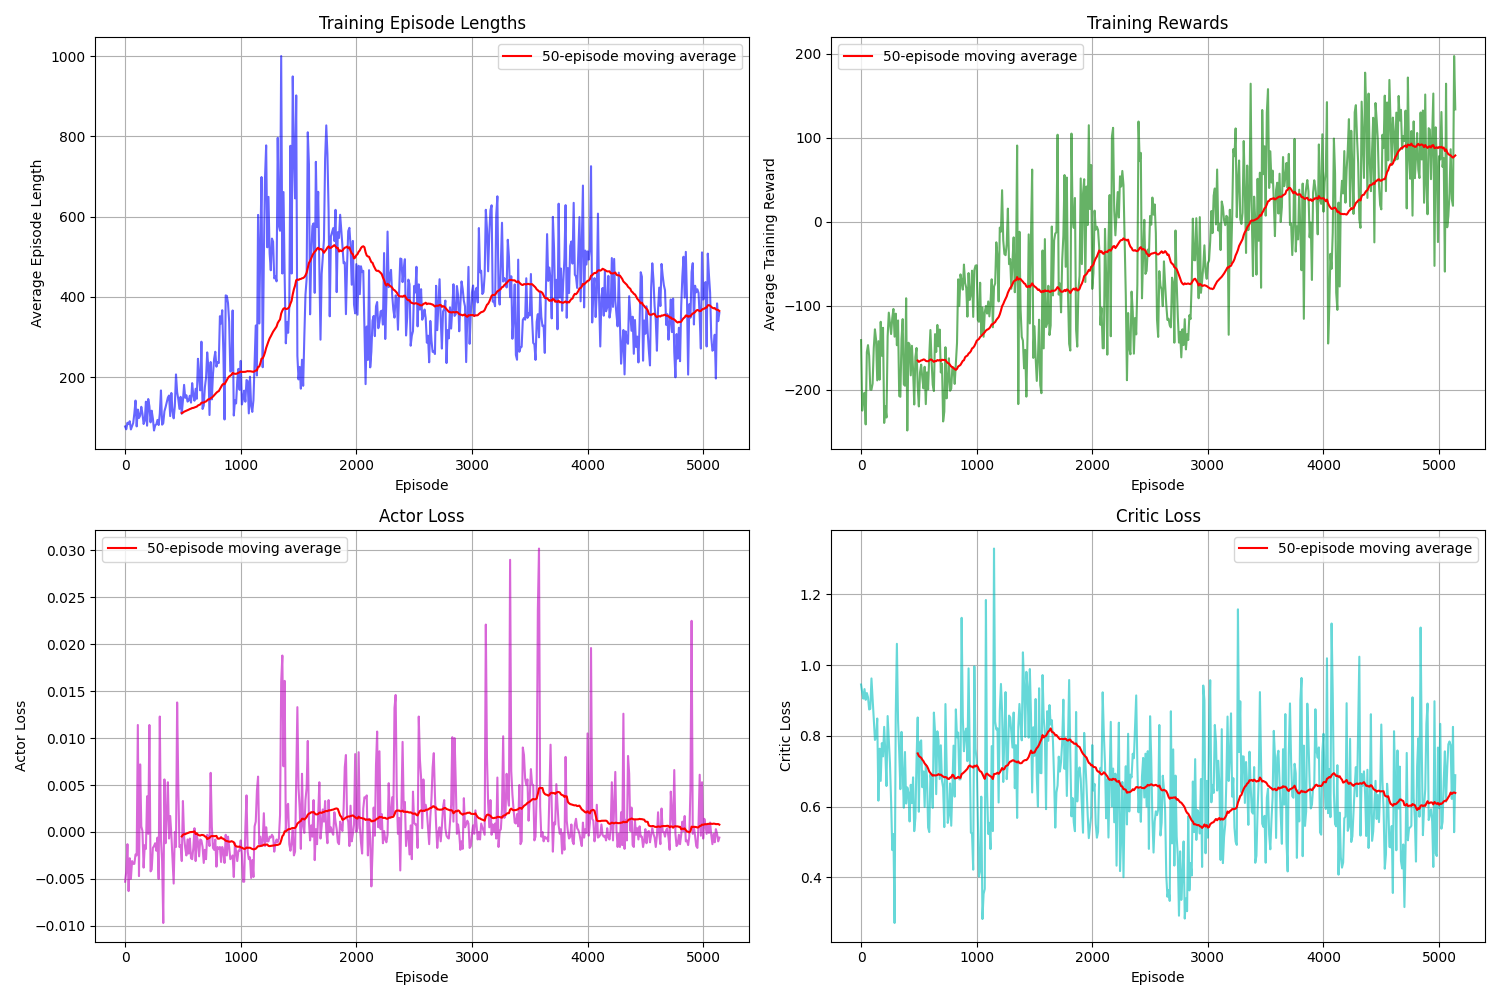 Training Episode Lengths
50-episode moving average
1000
800
600
400
200
Average Episode Length
0 1000 2000 3000 4000 5000
Episode
Training Rewards
50-episode moving average
200
100
0
−100
−200
Average Training Reward
0 1000 2000 3000 4000 5000
Episode
Actor Loss
50-episode moving average
0.030
0.025
0.020
0.015
0.010
0.005
0.000
−0.005
−0.010
Actor Loss
0 1000 2000 3000 4000 5000
Episode
Critic Loss
50-episode moving average
1.2
1.0
0.8
0.6
0.4
Critic Loss
0 1000 2000 3000 4000 5000
Episode